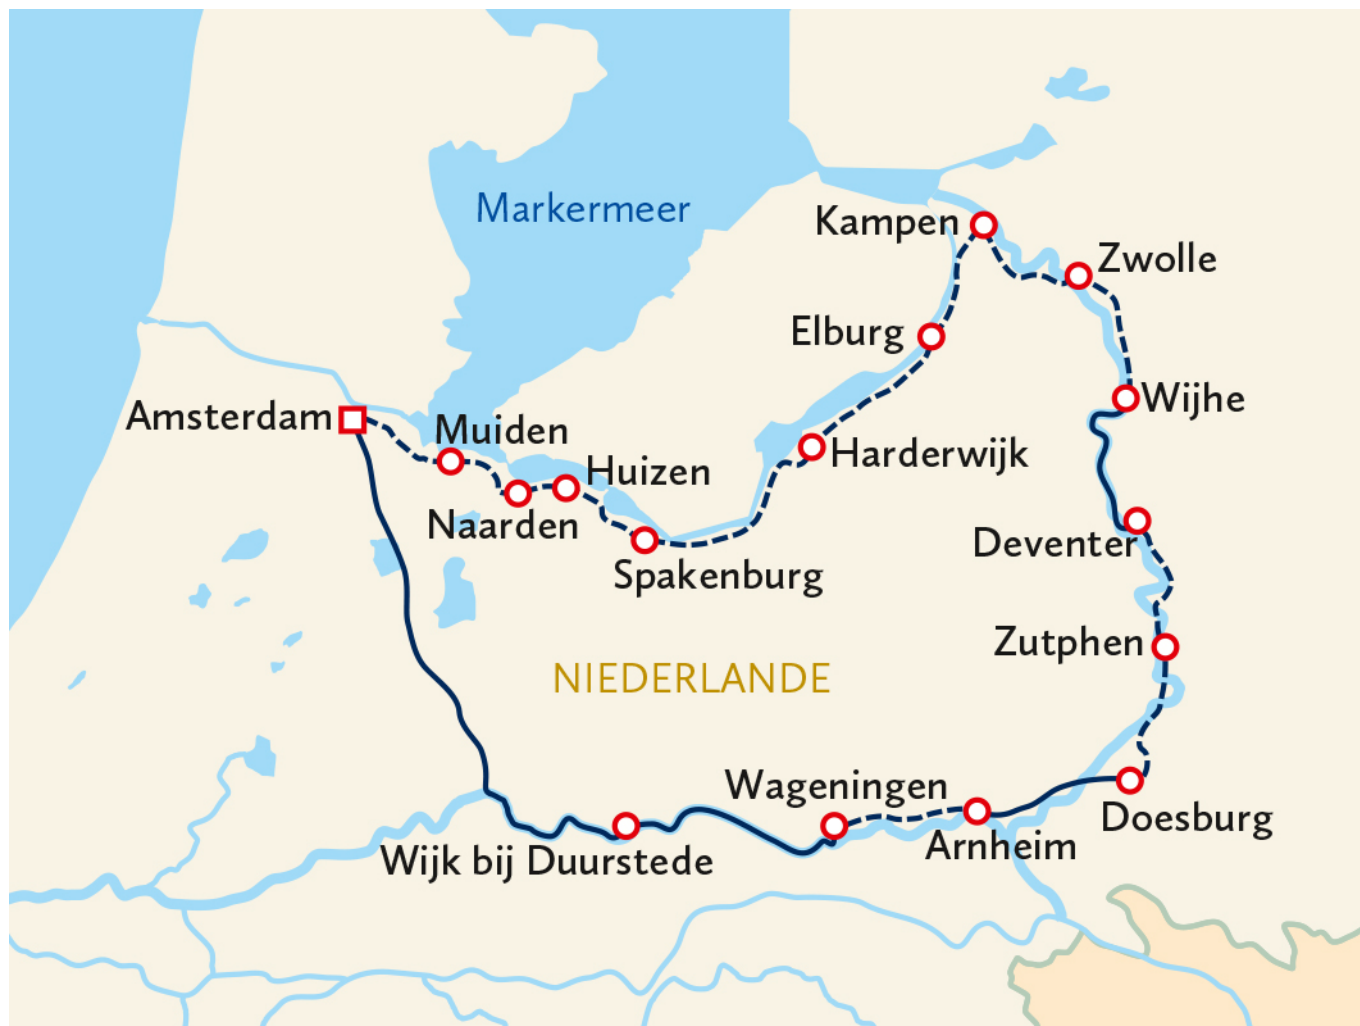 Markermeer
Kampen
Zwolle
Elburg
Wijhe
Amsterdam
Muiden
Harderwijk
Huizen
Naarden
Deventer
Spakenburg
Zutphen
NIEDERLANDE
Wageningen
Doesburg
Arnheim
Wijk bij Duurstede